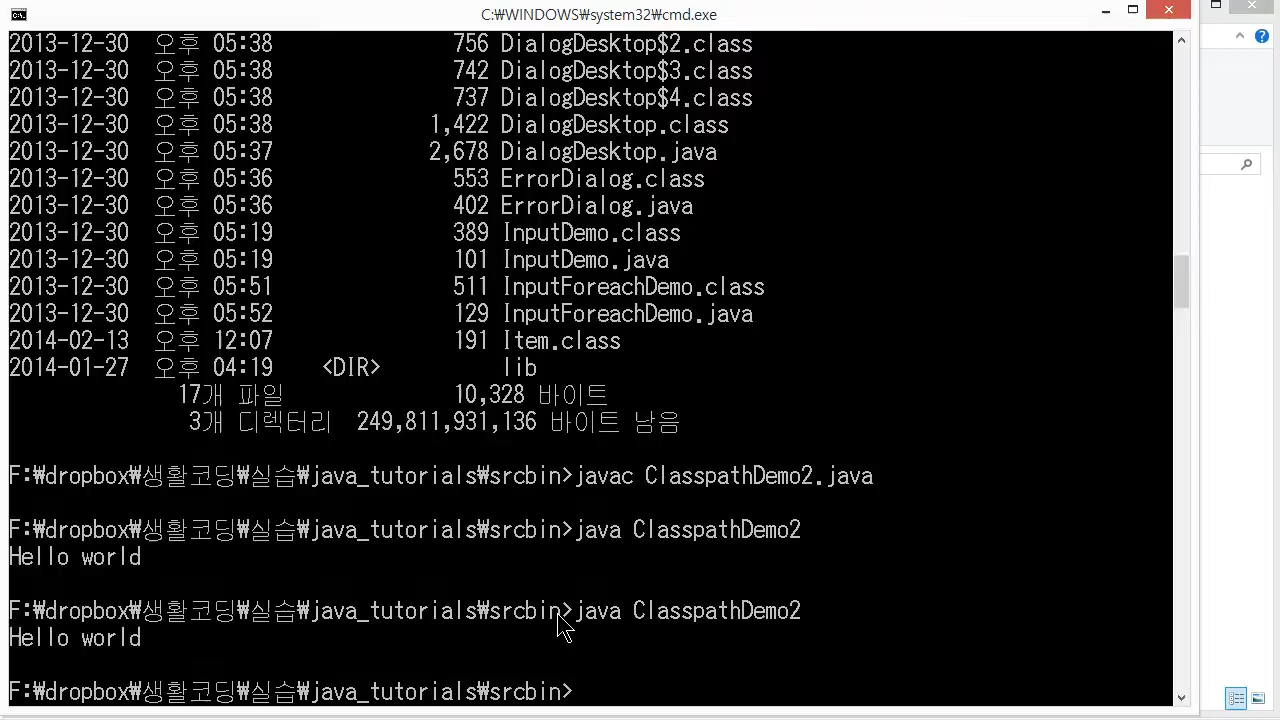 C:₩WINDOWS₩system32₩cmd.exe
2013-12-30 오후 05:38 756 DialogDesktop$2.class
2013-12-30 오후 05:38 742 DialogDesktop$3.class
2013-12-30 오후 05:38 737 DialogDesktop$4.class
2013-12-30 오후 05:38 1,422 DialogDesktop.class
2013-12-30 오후 05:37 2,678 DialogDesktop.java
2013-12-30 오후 05:36 553 ErrorDialog.class
2013-12-30 오후 05:36 402 ErrorDialog.java
2013-12-30 오후 05:19 389 InputDemo.class
2013-12-30 오후 05:19 101 InputDemo.java
2013-12-30 오후 05:51 511 InputForeachDemo.class
2013-12-30 오후 05:52 129 InputForeachDemo.java
2014-02-13 오후 12:07 191 Item.class
2014-01-27 오후 04:19 <DIR> lib
17개 파일 10,328 바이트
3개 디렉터리 249,811,931,136 바이트 남음
F:₩dropbox₩생활코딩₩실습₩java_tutorials₩srcbin>javac ClasspathDemo2.java
F:₩dropbox₩생활코딩₩실습₩java_tutorials₩srcbin>java ClasspathDemo2
Hello world
F:₩dropbox₩생활코딩₩실습₩java_tutorials₩srcbin>java ClasspathDemo2
Hello world
F:₩dropbox₩생활코딩₩실습₩java_tutorials₩srcbin>